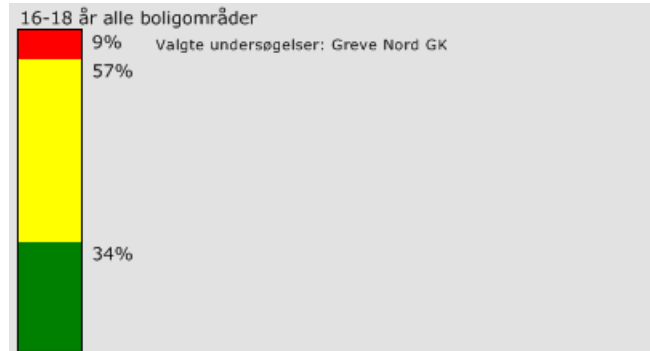 16-18 år alle boligområder
9% Valgte undersøgelser: Greve Nord GK
57%
34%